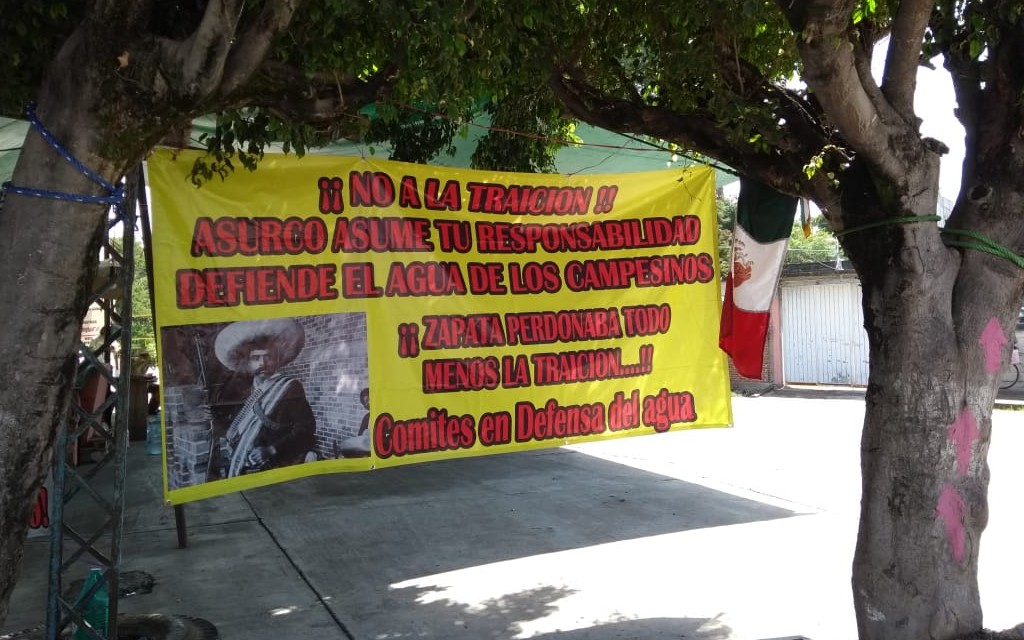 ¡¡ NO A LA TRAICION !!
ASURCO ASUME TU RESPONSABILIDAD
DEFIENDE EL AGUA DE LOS CAMPESINOS
¡¡ ZAPATA PERDONABA TODO
MENOS LA TRAICION....!!
Comites en Defensa del agua